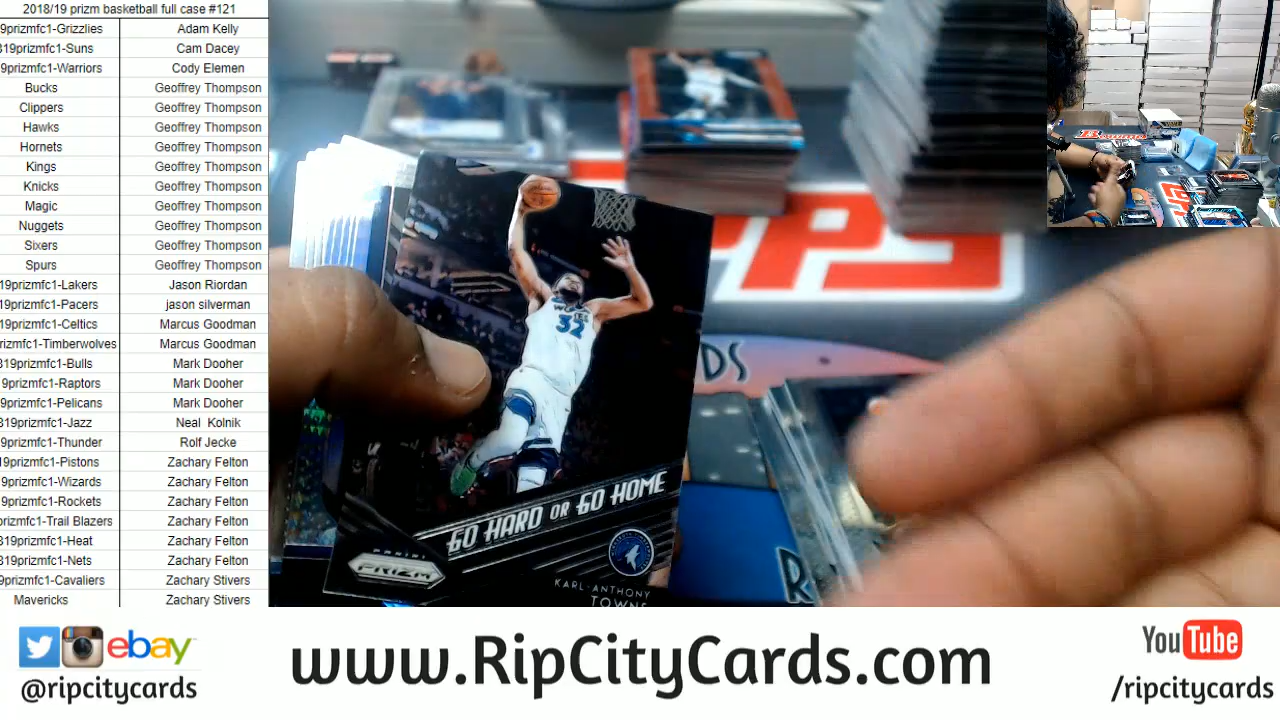 2018/19 prizm basketball full case #121
9prizmfc1-Grizzlies Adam Kelly
319prizmfc1-Suns Cam Dacey
9prizmfc1-Warriors Cody Elemen
Bucks Geoffrey Thompson
Clippers Geoffrey Thompson
Hawks Geoffrey Thompson
Hornets Geoffrey Thompson
Kings Geoffrey Thompson
Knicks Geoffrey Thompson
Magic Geoffrey Thompson
Nuggets Geoffrey Thompson
Sixers Geoffrey Thompson
Spurs Geoffrey Thompson
19prizmfc1-Lakers Jason Riordan
19prizmfc1-Pacers jason silverman
19prizmfc1-Celtics Marcus Goodman
rizmfc1-Timberwolves Marcus Goodman
319prizmfc1-Bulls Mark Dooher
9prizmfc1-Raptors Mark Dooher
9prizmfc1-Pelicans Mark Dooher
319prizmfc1-Jazz Neal Kolnik
9prizmfc1-Thunder Rolf Jecke
19prizmfc1-Pistons Zachary Felton
9prizmfc1-Wizards Zachary Felton
9prizmfc1-Rockets Zachary Felton
rizmfc1-Trail Blazers Zachary Felton
319prizmfc1-Heat Zachary Felton
319prizmfc1-Nets Zachary Felton
9prizmfc1-Cavaliers Zachary Stivers
Mavericks Zachary Stivers
32
GO HARD OR GO HOME
PANINI
PRIZM
KARL-ANTHONY
TOWNS
PPS
DS
R
ebay
@ripcitycards
www.RipCityCards.com
YouTube
/ripcitycards